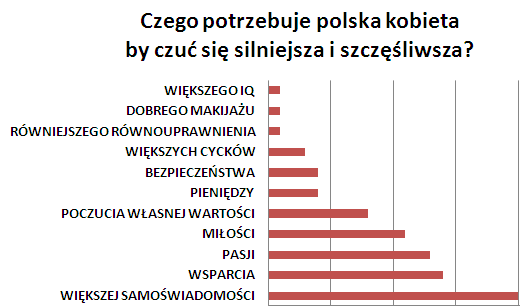 Czego potrzebuje polska kobieta
by czuć się silniejsza i szczęśliwsza?
WIĘKSZEGO IQ
DOBREGO MAKIJAŻU
RÓWNIEJSZEGO RÓWNOUPRAWNIENIA
WIĘKSZYCH CYCKÓW
BEZPIECZEŃSTWA
PIENIĘDZY
POCZUCIA WŁASNEJ WARTOŚCI
MIŁOŚCI
PASJI
WSPARCIA
WIĘKSZEJ SAMOŚWIADOMOŚCI